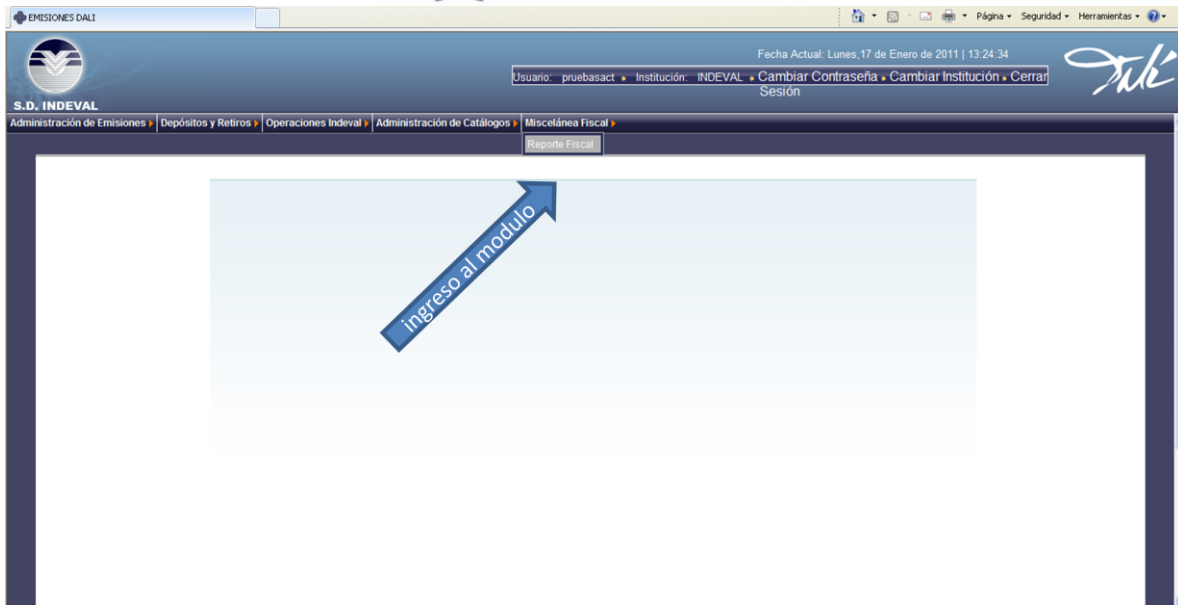 EMISIONES DALI
Página Seguridad Herramientas
Fecha Actual: Lunes,17 de Enero de 2011 | 13:24:34
Usuario: pruebasact Institución: INDEVAL Cambiar Contraseña Cambiar Institución Cerrar
Sesión
Dalí
S.D. INDEVAL
Administración de Emisiones Depósitos y Retiros Operaciones Indeval Administración de Catálogos Miscelánea Fiscal
Reporte Fiscal
ingreso al modulo